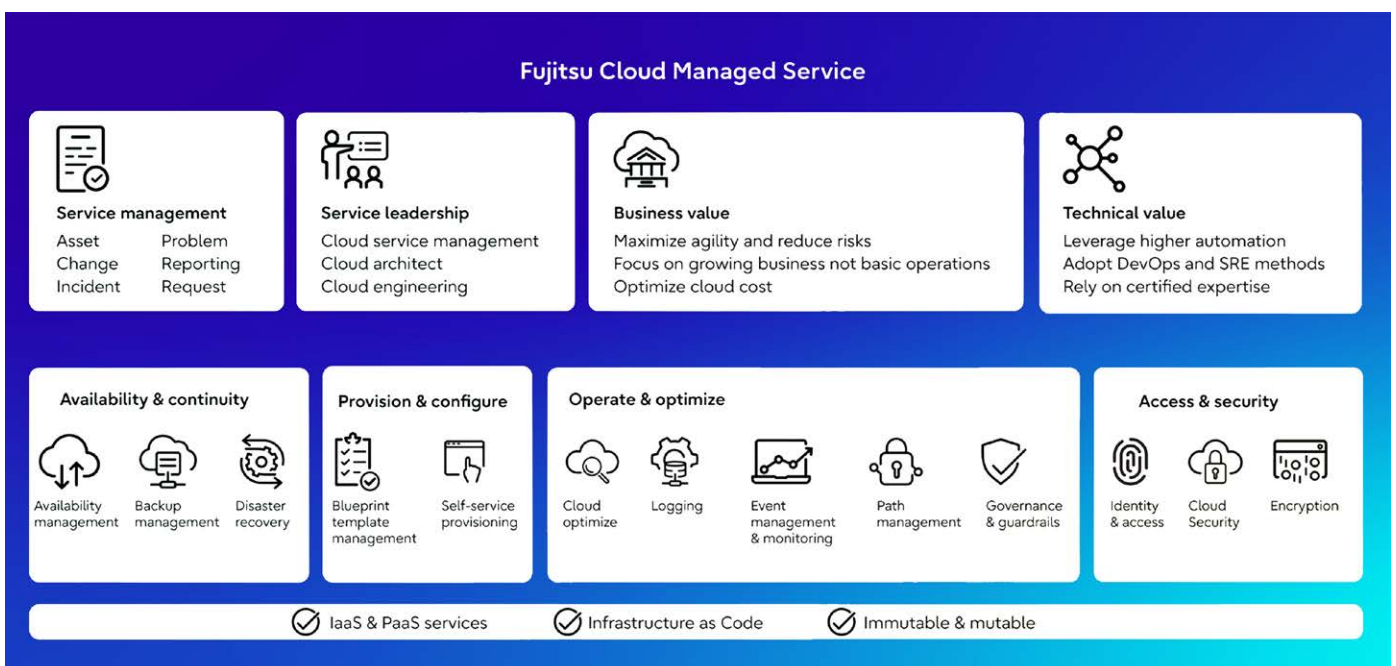 Fujitsu Cloud Managed Service
Service management
Asset
Change
Incident
Problem
Reporting
Request
Service leadership
Cloud service management
Cloud architect
Cloud engineering
Business value
Maximize agility and reduce risks
Focus on growing business not basic operations
Optimize cloud cost
Technical value
Leverage higher automation
Adopt DevOps and SRE methods
Rely on certified expertise
Availability & continuity
Availability
management
Backup
management
Disaster
recovery
Provision & configure
Blueprint
template
management
Self-service
provisioning
Operate & optimize
Cloud
optimize
Logging
Event
management
& monitoring
Path
management
Governance
& guardrails
Access & security
Identity
& access
Cloud
Security
Encryption
IaaS & PaaS services
Infrastructure as Code
Immutable & mutable